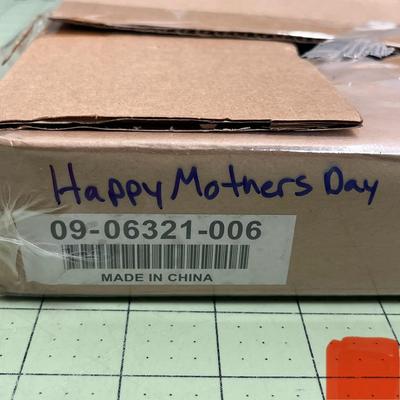 Happy Mothers Day
09-06321-006
MADE IN CHINA